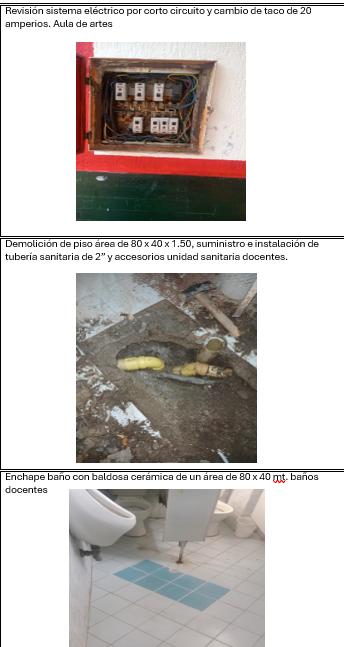 Revisión sistema eléctrico por corto circuito y cambio de taco de 20
amperios. Aula de artes
Demolición de piso área de 80 x 40 x 1.50, suministro e instalación de
tubería sanitaria de 2” y accesorios unidad sanitaria docentes.
Enchape baño con baldosa cerámica de un área de 80 x 40 mt. baños
docentes